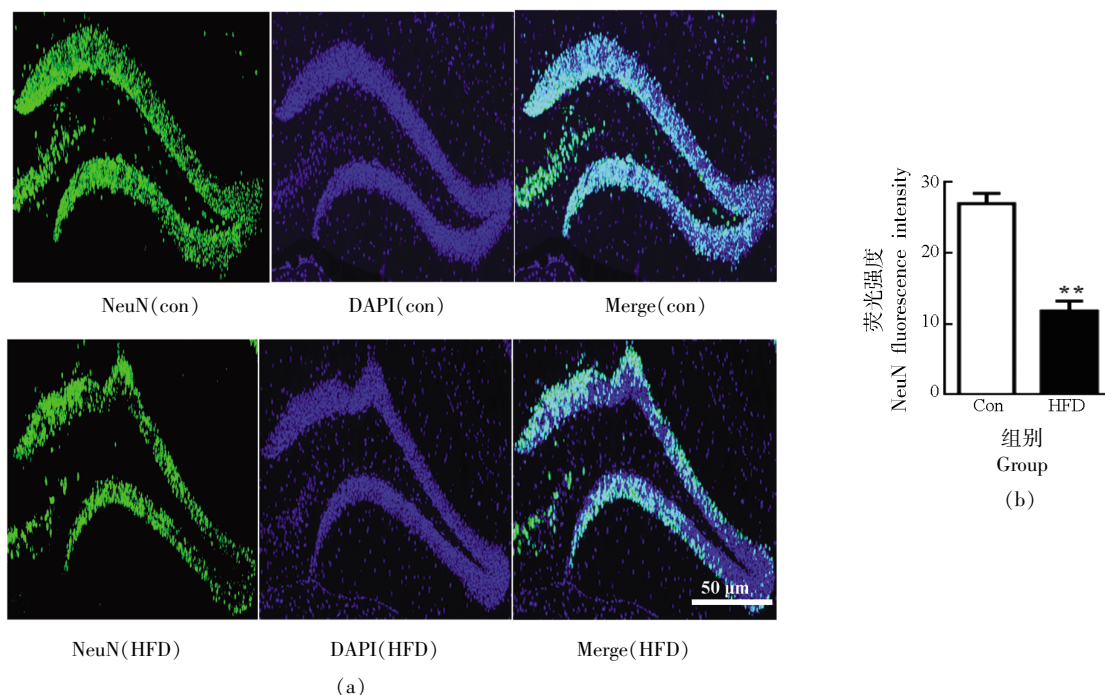 NeuN(con) DAPI(con) Merge(con)
50 μm
NeuN(HFD) DAPI(HFD) Merge(HFD)
(a)
荧光强度
NeuN fluorescence intensity
30
20
10
0
**
Con HFD
组别
Group
(b)